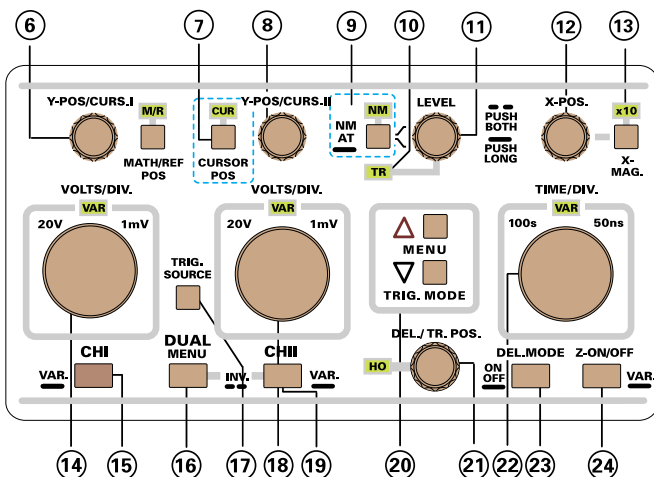 6 7 8 9 10 11 12 13
Y-POS/CURS.I
M/R
MATH/REF
POS
CUR
CURSOR
POS
Y-POS/CURS.II
NM
AT
NM
TR
LEVEL
PUSH
BOTH
PUSH
LONG
X-POS.
x10
X-
MAG.
VOLTS/DIV.
VAR
20V 1mV
TRIG.
SOURCE
VOLTS/DIV.
VAR
20V 1mV
MENU
TRIG. MODE
TIME/DIV.
VAR
100s 50ns
CHI
VAR.
DUAL
MENU
INV.
CHII
VAR.
DEL./TR. POS.
HO
ON
OFF
DEL.MODE
Z-ON/OFF
VAR.
14 15 16 17 18 19 20 21 22 23 24